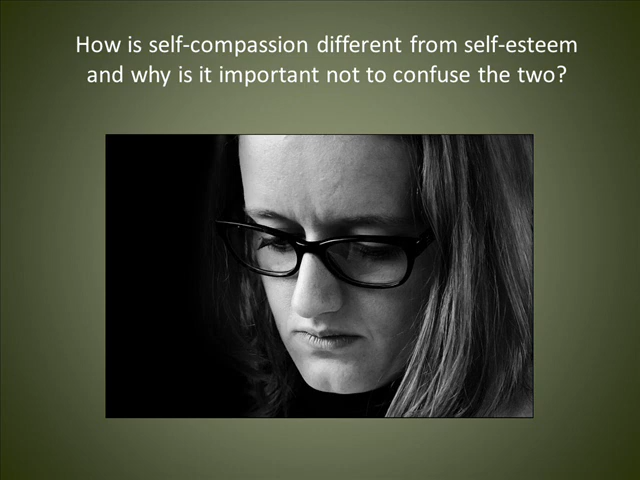 How is self-compassion different from self-esteem
and why is it important not to confuse the two?